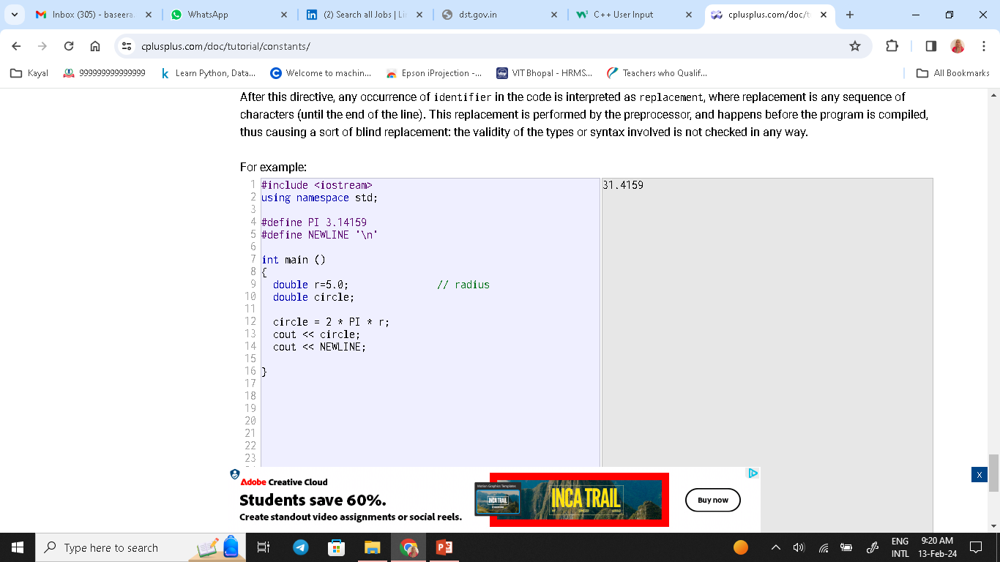 Inbox (305) - baseera.
WhatsApp
(2) Search all Jobs | Li
dst.gov.in
C++ User Input
cplusplus.com/doc/t
cplusplus.com/doc/tutorial/constants/
Kayal
999999999999999
Learn Python, Data...
Welcome to machin...
Epson iProjection -...
VIT Bhopal - HRMS...
Teachers who Qualif...
All Bookmarks
After this directive, any occurrence of identifier in the code is interpreted as replacement, where replacement is any sequence of
characters (until the end of the line). This replacement is performed by the preprocessor, and happens before the program is compiled,
thus causing a sort of blind replacement: the validity of the types or syntax involved is not checked in any way.
For example:
1 #include <iostream>
2 using namespace std;
3
4 #define PI 3.14159
5 #define NEWLINE '\n'
6
7 int main ()
8 {
9 double r=5.0; // radius
10 double circle;
11
12 circle = 2 * PI * r;
13 cout << circle;
14 cout << NEWLINE;
15
16 }
17
18
19
20
21
22
23
31.4159
Adobe Creative Cloud
Students save 60%.
Create standout video assignments or social reels.
Motion Graphics Templates
INCA TRAIL
INCA TRAIL
Buy now
X
Type here to search
ENG
INTL
9:20 AM
13-Feb-24